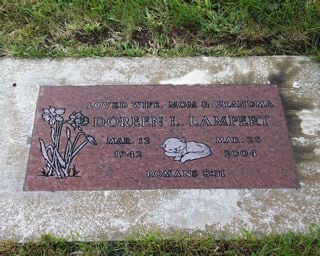 LOVED WIFE, MOM & GRANDMA
DOREEN L. LAMPERT
MAR. 12 MAR. 26
1942 2004
ROMANS 8:31